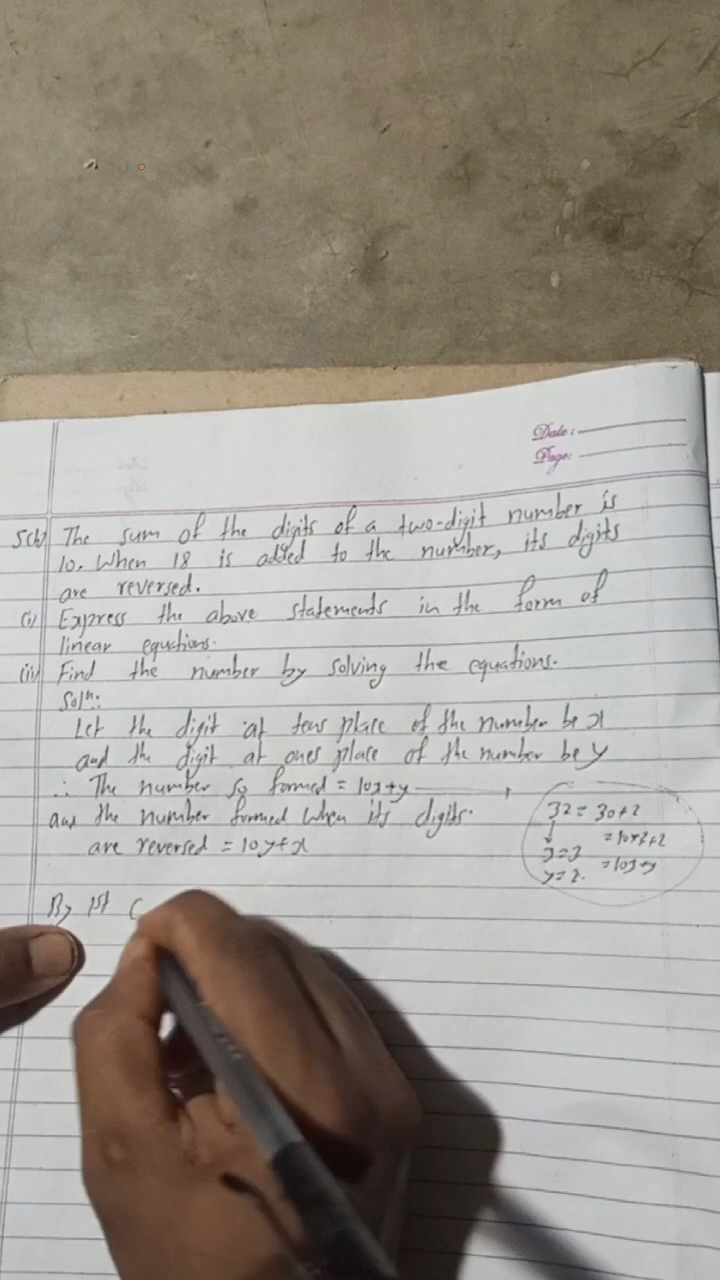 Date:
Page:
5(b) The sum of the digits of a two-digit number is
10. When 18 is added to the number, its digits
are reversed.
(i) Express the above statements in the form of
linear equations.
(ii) Find the number by solving the equations.
Solⁿ:
Let the digit at tens place of the number be x
and the digit at ones place of the number be y
∴ The number so formed = 10x+y
and the number formed when its digits.
are reversed = 10y+x
32 = 30+2
= 10×3+2
x=3
= 10x+y
y=2.
By 1st C